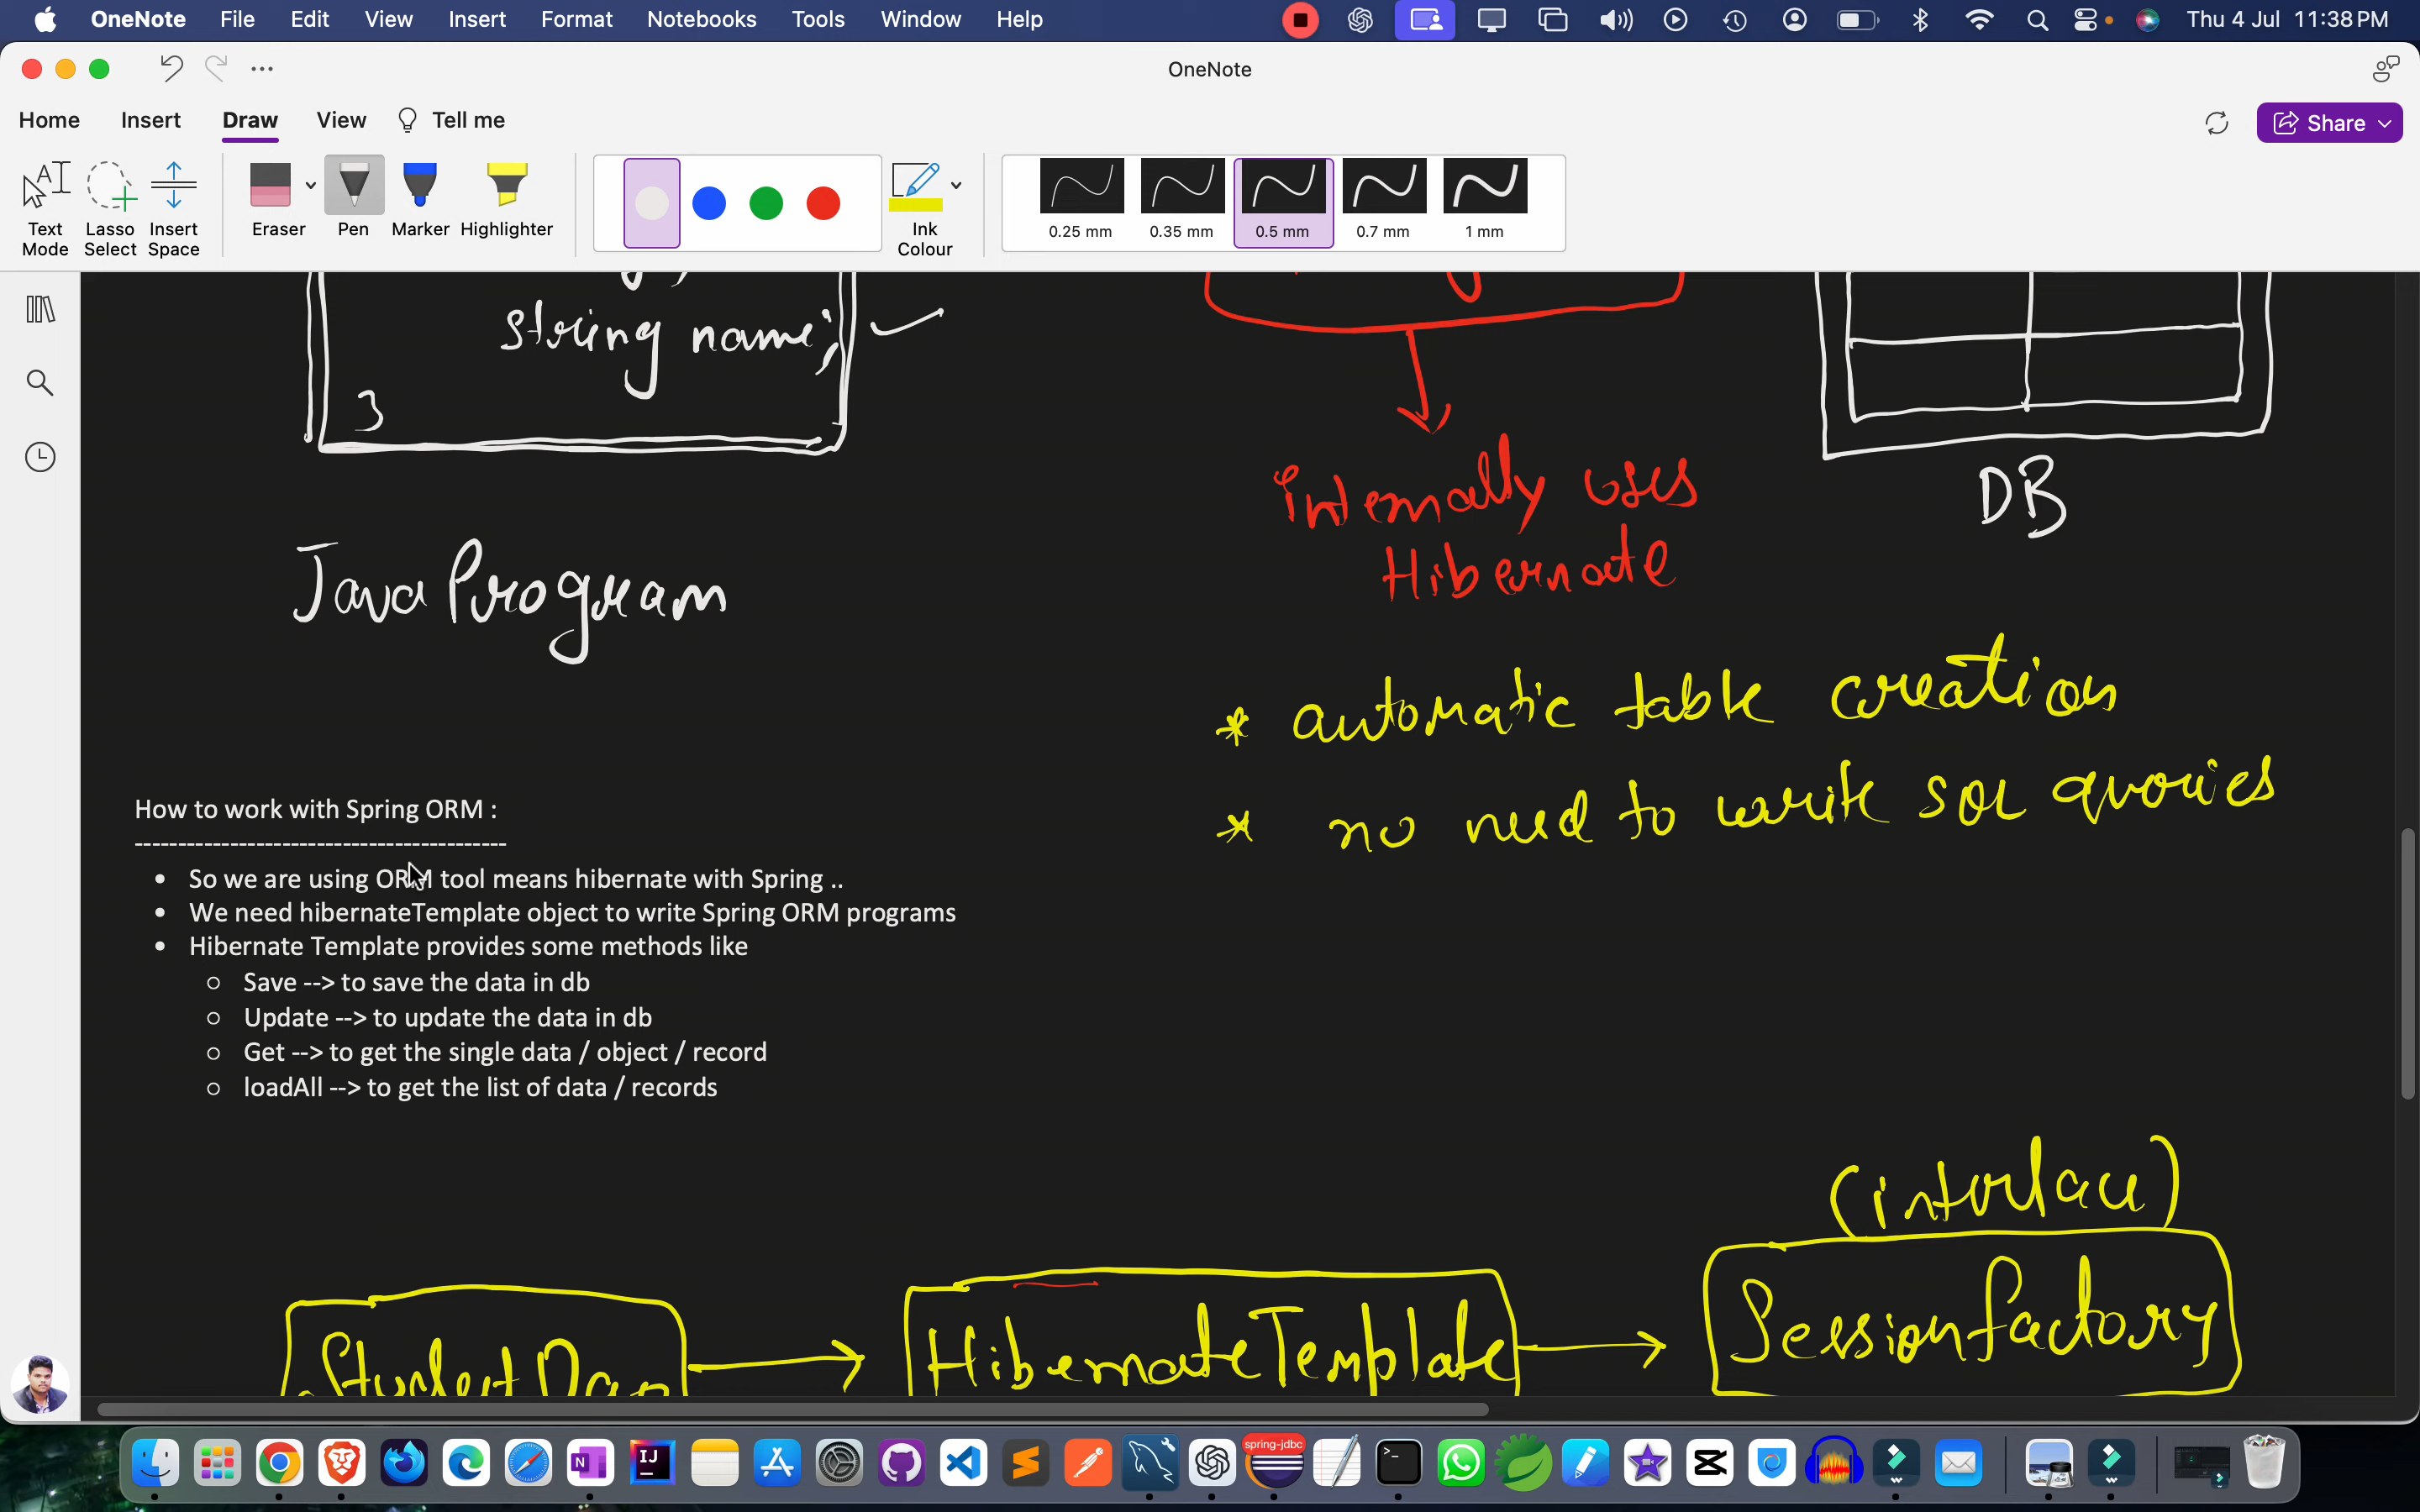 OneNote File Edit View Insert Format Notebooks Tools Window Help Thu 4 Jul 11:38 PM
OneNote
Home Insert Draw View Tell me Share
Text Mode
Lasso Select
Insert Space
Eraser
Pen
Marker
Highlighter
Ink Colour
0.25 mm
0.35 mm
0.5 mm
0.7 mm
1 mm
String name;
}
Java Program
internally uses
Hibernate
DB
* automatic table creation
* no need to write SQL queries
How to work with Spring ORM :
-------------------------------------------
• So we are using ORM tool means hibernate with Spring ..
• We need hibernateTemplate object to write Spring ORM programs
• Hibernate Template provides some methods like
○ Save --> to save the data in db
○ Update --> to update the data in db
○ Get --> to get the single data / object / record
○ loadAll --> to get the list of data / records
(interface)
StudentDao
HibernateTemplate
SessionFactory
spring-jdbc